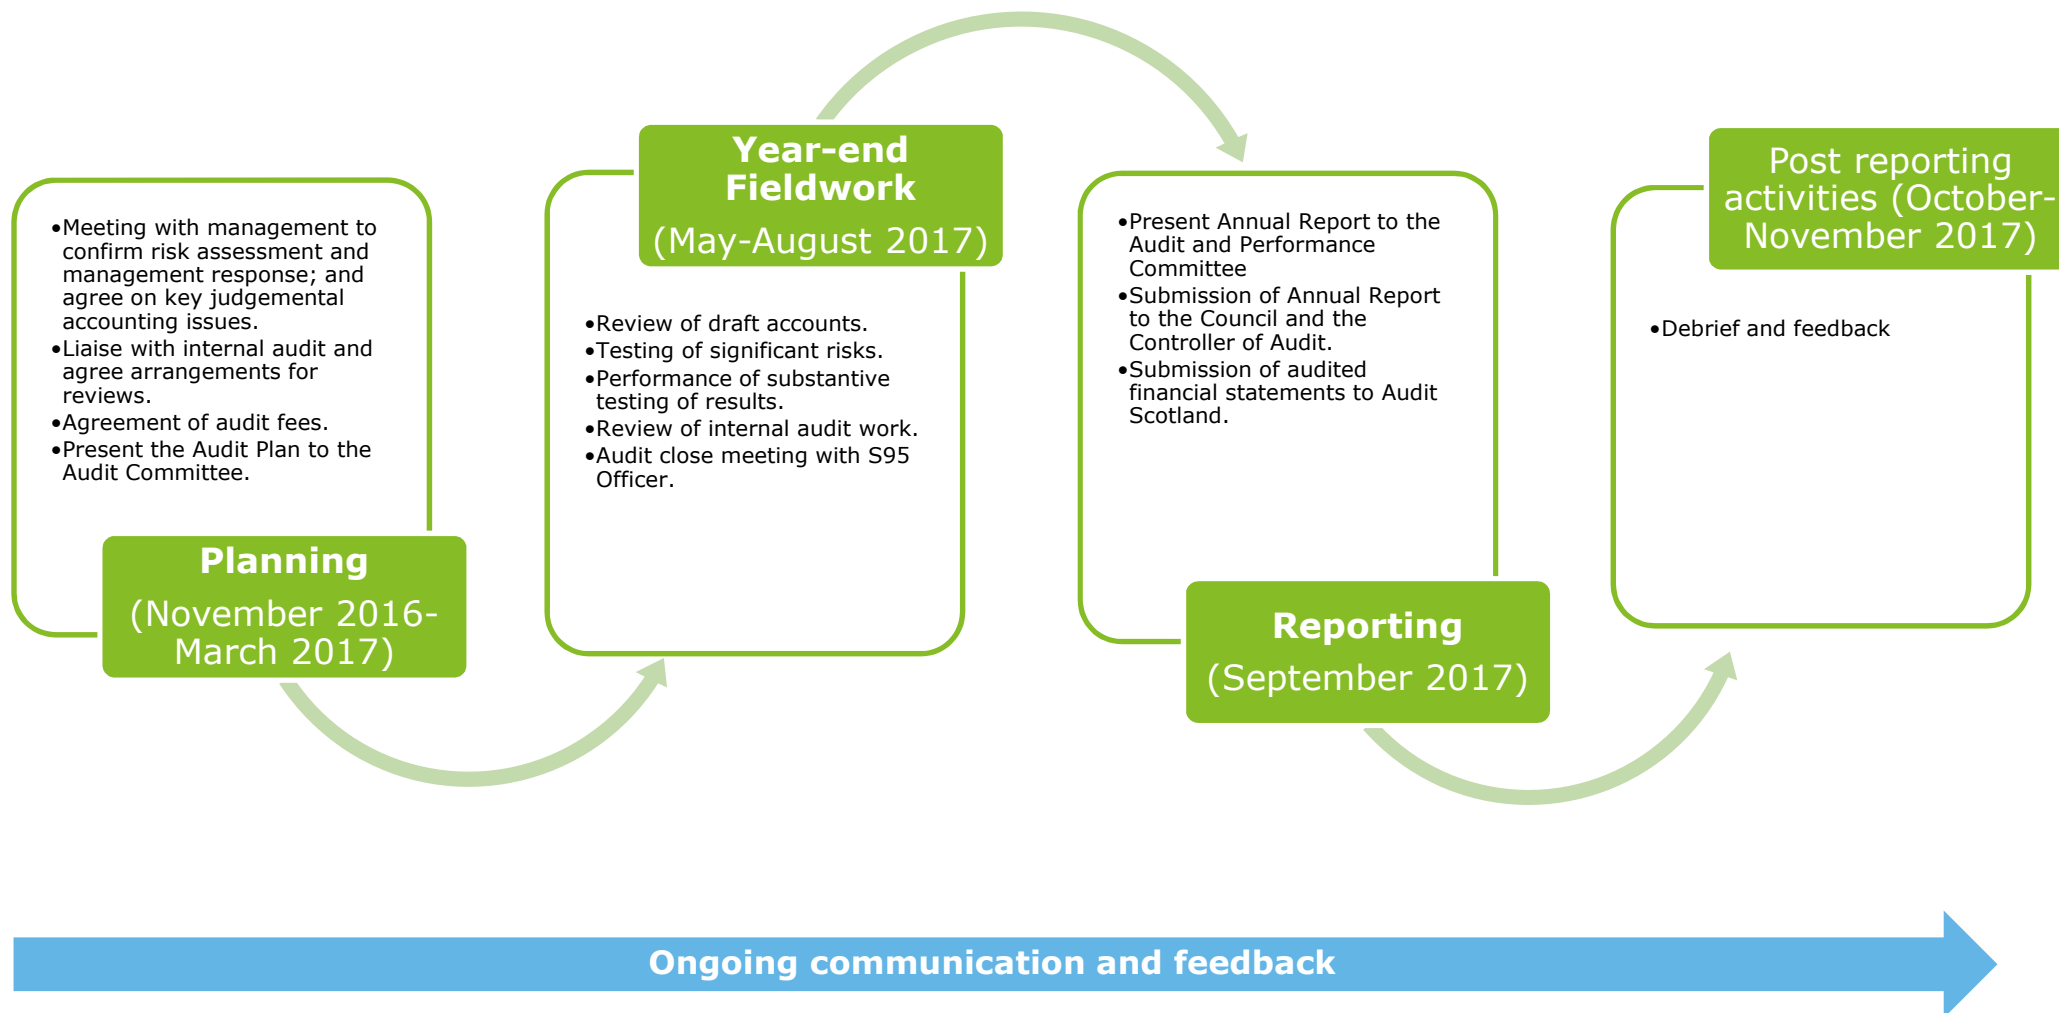 •Meeting with management to
confirm risk assessment and
management response; and
agree on key judgemental
accounting issues.
•Liaise with internal audit and
agree arrangements for
reviews.
•Agreement of audit fees.
•Present the Audit Plan to the
Audit Committee.
Planning
(November 2016-
March 2017)
Year-end
Fieldwork
(May-August 2017)
•Review of draft accounts.
•Testing of significant risks.
•Performance of substantive
testing of results.
•Review of internal audit work.
•Audit close meeting with S95
Officer.
•Present Annual Report to the
Audit and Performance
Committee
•Submission of Annual Report
to the Council and the
Controller of Audit.
•Submission of audited
financial statements to Audit
Scotland.
Reporting
(September 2017)
Post reporting
activities (October-
November 2017)
•Debrief and feedback
Ongoing communication and feedback